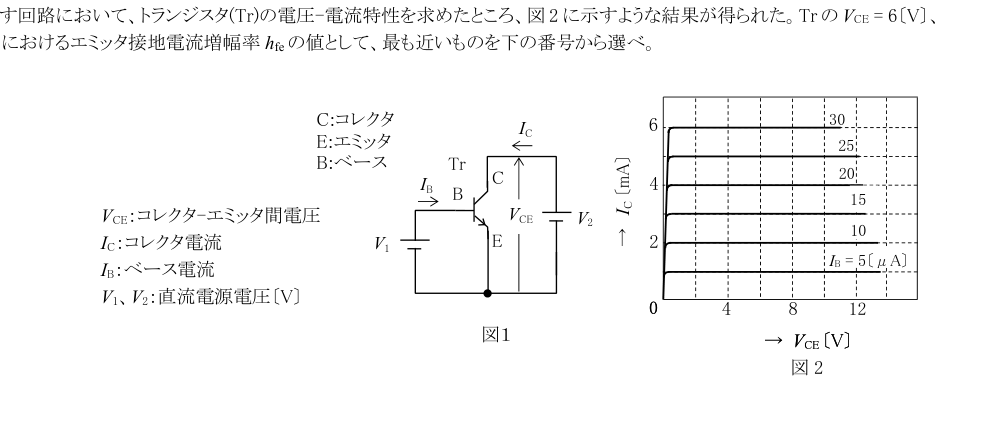 す回路において、トランジスタ(Tr)の電圧-電流特性を求めたところ、図2に示すような結果が得られた。Trの VCE = 6〔V〕、
におけるエミッタ接地電流増幅率 hfe の値として、最も近いものを下の番号から選べ。
C:コレクタ
E:エミッタ
B:ベース
VCE:コレクタ-エミッタ間電圧
IC:コレクタ電流
IB:ベース電流
V1、V2:直流電源電圧〔V〕
IC
Tr
C
IB
B
VCE
V2
V1
E
図1
→ IC〔mA〕
6
4
2
0
30
25
20
15
10
IB = 5〔μA〕
4
8
12
→ VCE〔V〕
図2